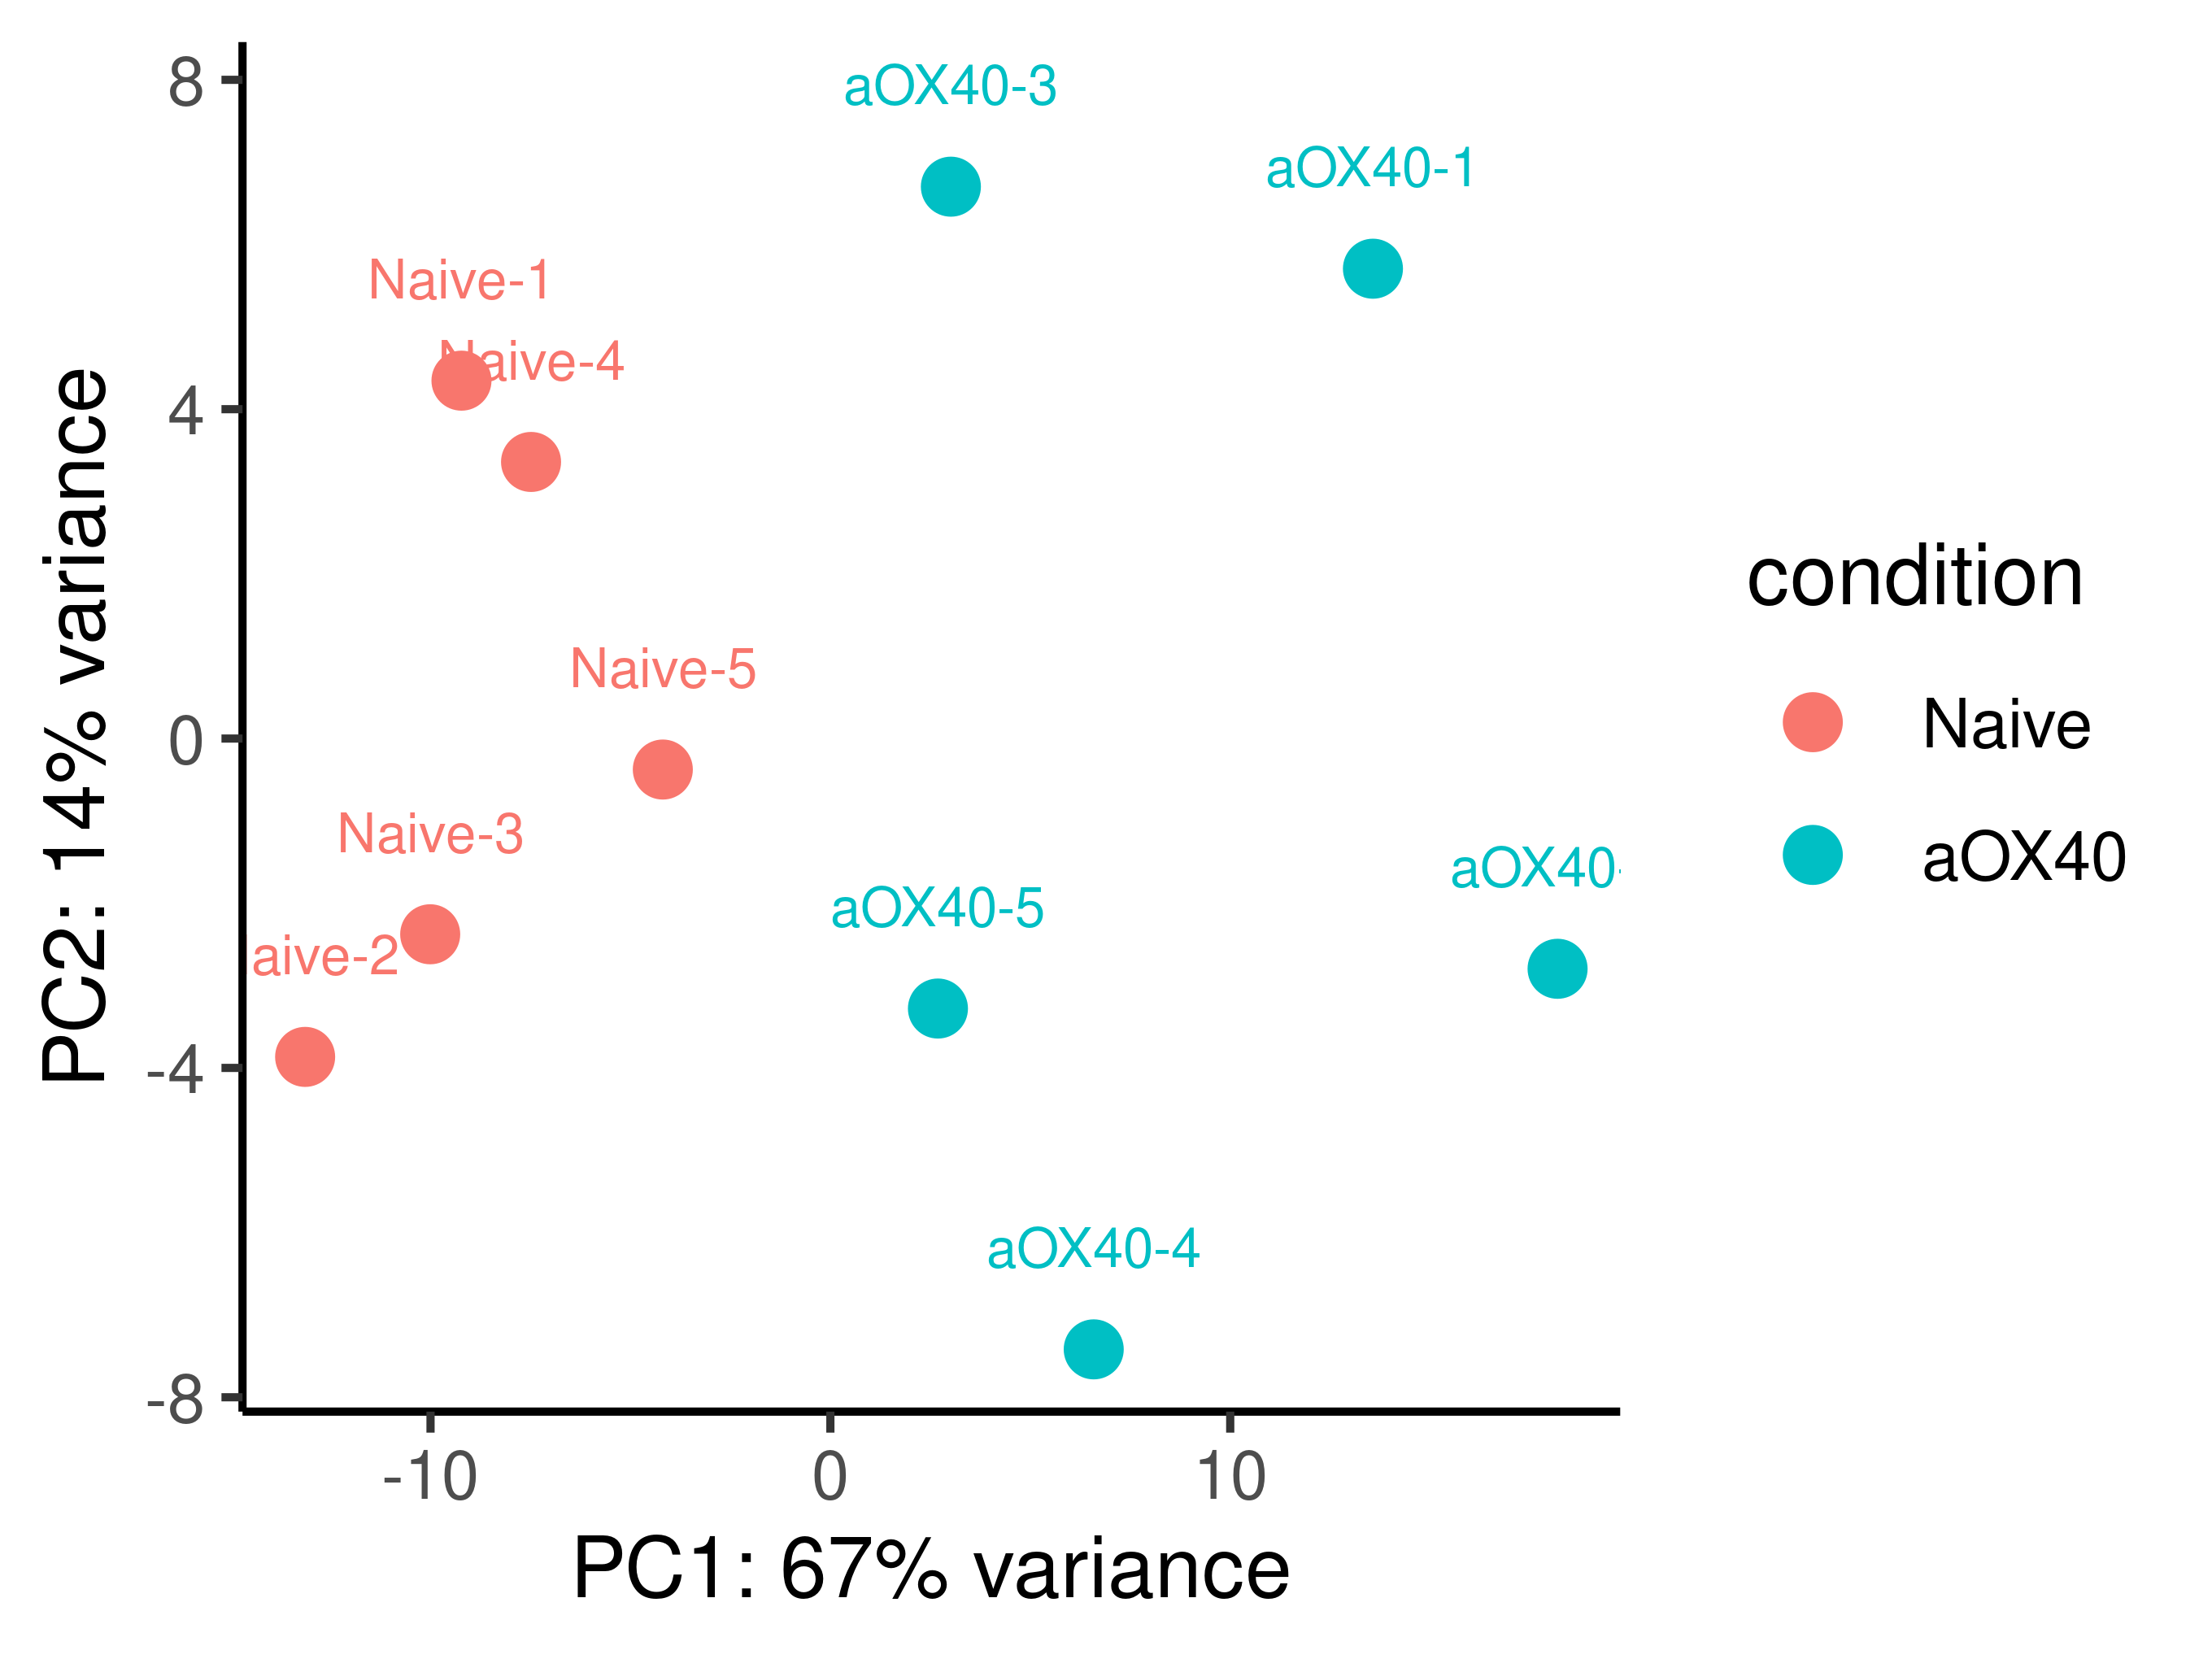 8
aOX40-3
aOX40-1
Naive-1
Naive-4
4
PC2: 14% variance
condition
Naive-5
Naive
0
Naive-3
aOX40-
aOX40
aOX40-5
aive-2
-4
aOX40-4
-8
-10
0
10
PC1: 67% variance